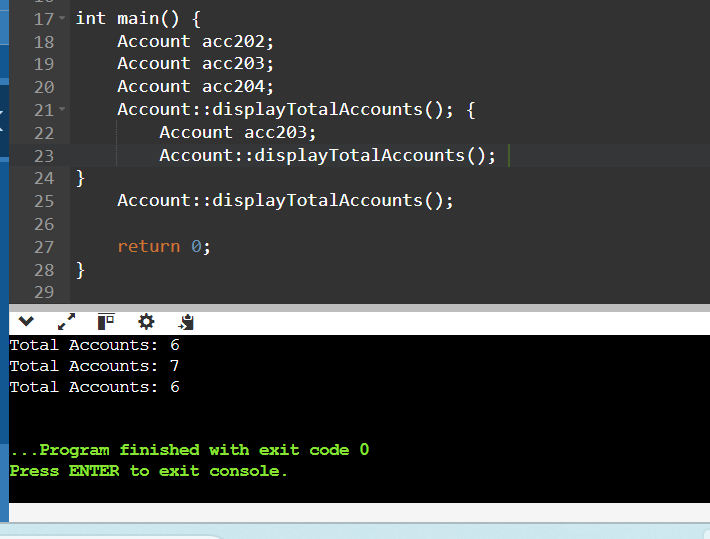 17 int main() {
18 Account acc202;
19 Account acc203;
20 Account acc204;
21 Account::displayTotalAccounts(); {
22 Account acc203;
23 Account::displayTotalAccounts();
24 }
25 Account::displayTotalAccounts();
26
27 return 0;
28 }
29
Total Accounts: 6
Total Accounts: 7
Total Accounts: 6
...Program finished with exit code 0
Press ENTER to exit console.